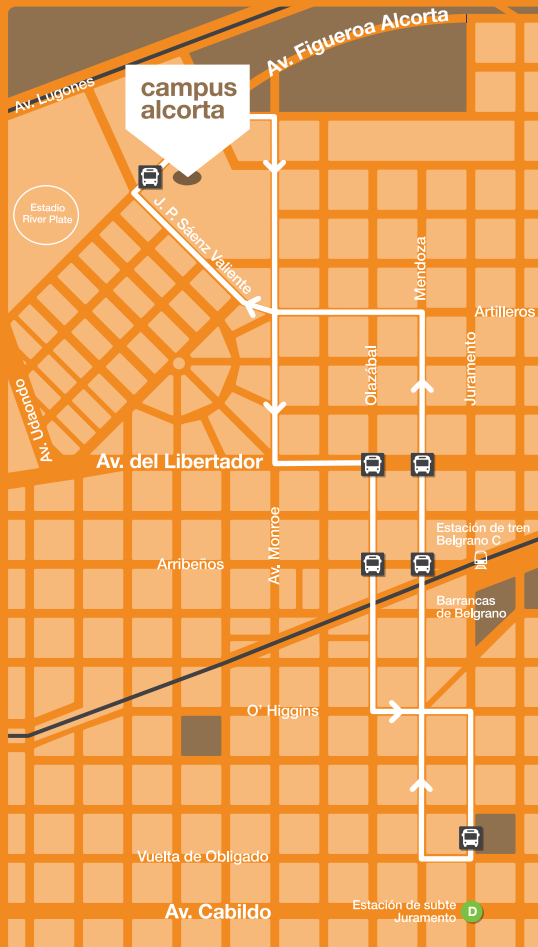 Av. Figueroa Alcorta
Av. Lugones
campus
alcorta
Estadio
River Plate
J. P. Sáenz Valiente
Mendoza
Artilleros
Olazábal
Juramento
Av. Udaondo
Av. del Libertador
Av. Monroe
Estación de tren
Belgrano C
Arribeños
Barrancas
de Belgrano
O' Higgins
Vuelta de Obligado
Av. Cabildo
Estación de subte
Juramento
D